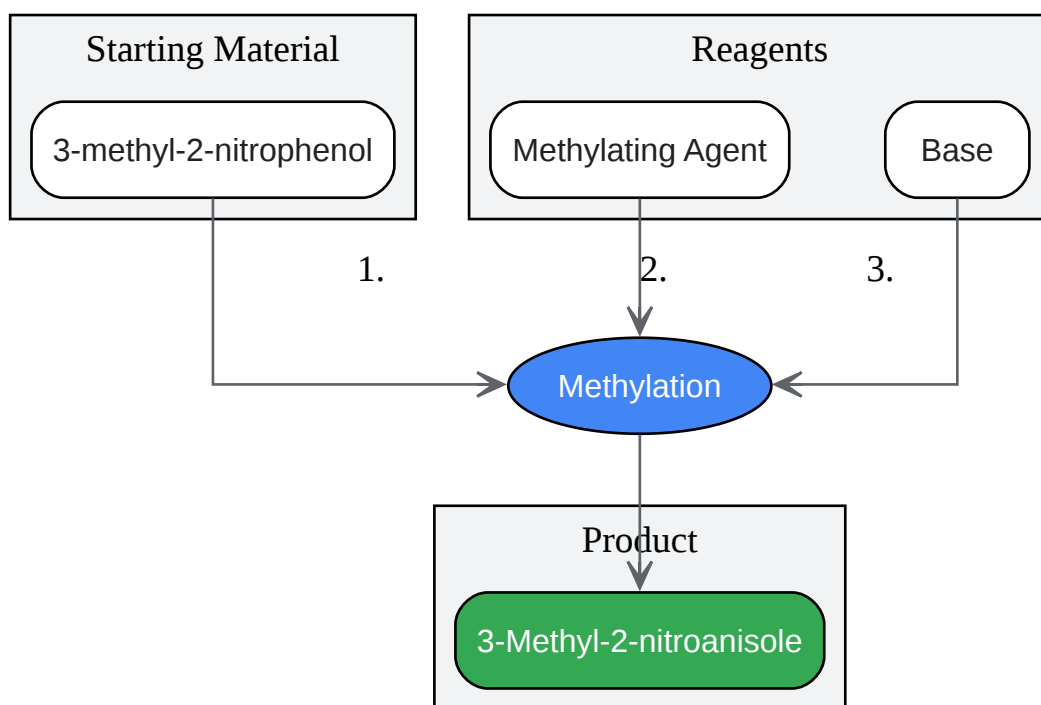 Starting Material
Reagents
3-methyl-2-nitrophenol
Methylating Agent
Base
1.
2.
3.
Methylation
Product
3-Methyl-2-nitroanisole